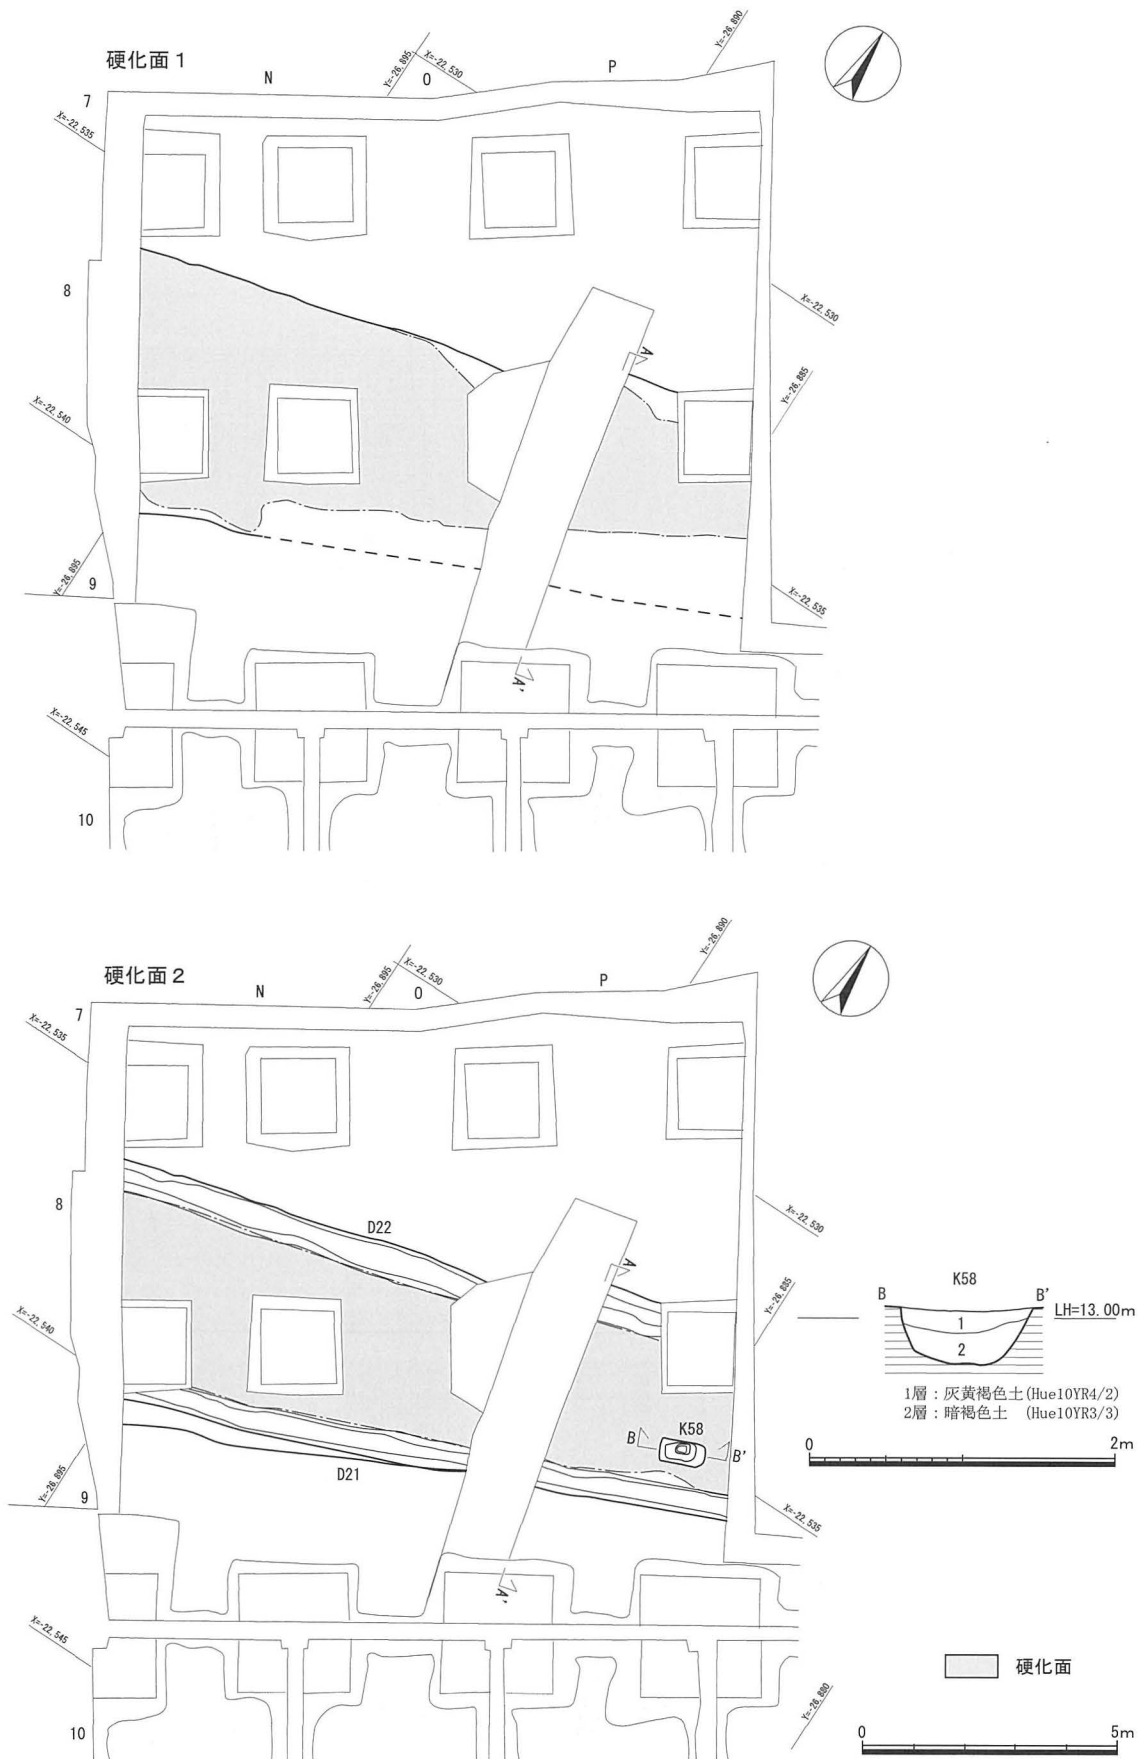 硬化面1
N
Y=-26,895
O
X=-22,530
P
Y=-26,890
7
X=-22,535
8
X=-22,530
A
Y=-26,885
X=-22,540
Y=-26,895
9
X=-22,535
A'
X=-22,545
10
硬化面2
N
Y=-26,895
O
X=-22,530
P
Y=-26,890
7
X=-22,535
8
D22
X=-22,530
A
Y=-26,885
K58
B
B'
LH=13.00m
1
2
1層：灰黄褐色土(Hue10YR4/2)
2層：暗褐色土 (Hue10YR3/3)
0
2m
X=-22,540
K58
B
B'
D21
Y=-26,895
9
X=-22,535
A'
X=-22,545
硬化面
Y=-26,880
10
0
5m